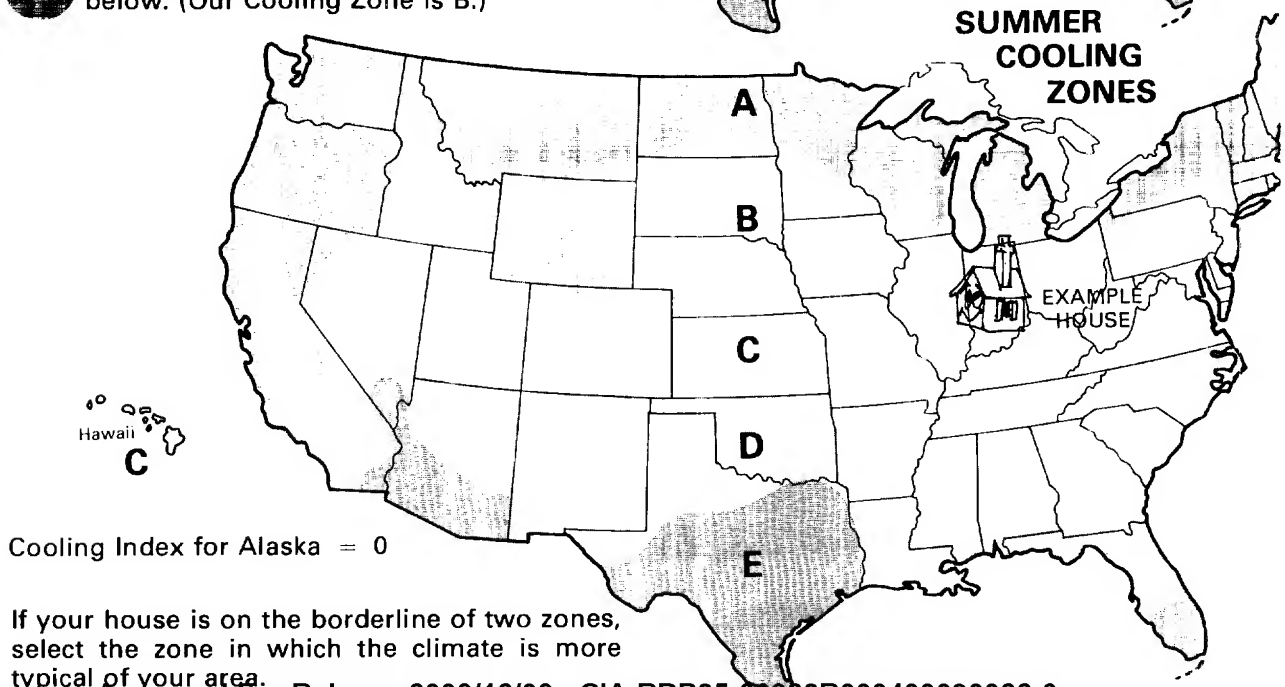 below. (Our Cooling Zone is B.)
SUMMER
COOLING
ZONES
A
B
EXAMPLE
HOUSE
C
Hawaii
C
D
Cooling Index for Alaska = 0
E
If your house is on the borderline of two zones,
select the zone in which the climate is more
typical of your area.